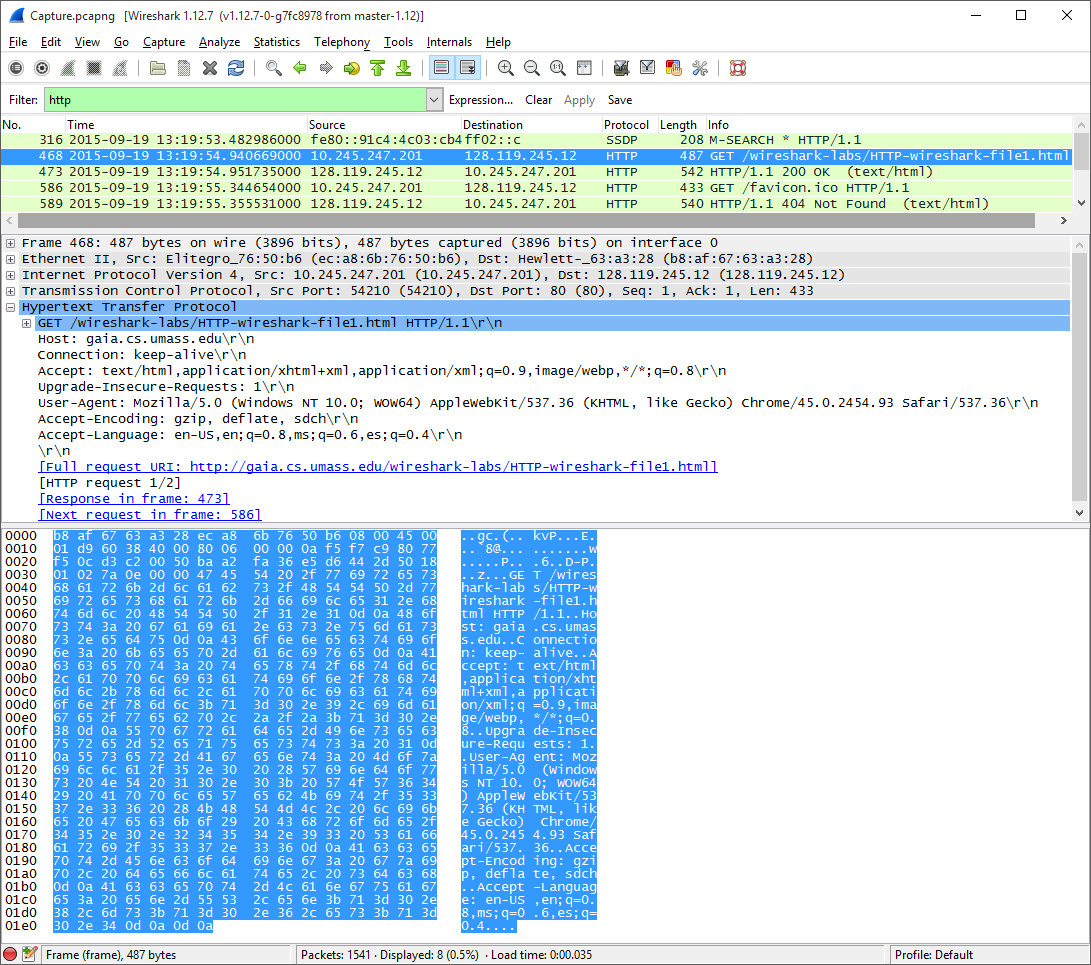 Capture.pcapng [Wireshark 1.12.7 (v1.12.7-0-g7fc8978 from master-1.12)]
File Edit View Go Capture Analyze Statistics Telephony Tools Internals Help
Filter: http Expression... Clear Apply Save
No. Time Source Destination Protocol Length Info
316 2015-09-19 13:19:53.482986000 fe80::91c4:4c03:cb4 ff02::c SSDP 208 M-SEARCH * HTTP/1.1
468 2015-09-19 13:19:54.940669000 10.245.247.201 128.119.245.12 HTTP 487 GET /wireshark-labs/HTTP-wireshark-file1.html
473 2015-09-19 13:19:54.951735000 128.119.245.12 10.245.247.201 HTTP 542 HTTP/1.1 200 OK (text/html)
586 2015-09-19 13:19:55.344654000 10.245.247.201 128.119.245.12 HTTP 433 GET /favicon.ico HTTP/1.1
589 2015-09-19 13:19:55.355531000 128.119.245.12 10.245.247.201 HTTP 540 HTTP/1.1 404 Not Found (text/html)
Frame 468: 487 bytes on wire (3896 bits), 487 bytes captured (3896 bits) on interface 0
Ethernet II, Src: Elitegro_76:50:b6 (ec:a8:6b:76:50:b6), Dst: Hewlett-_63:a3:28 (b8:af:67:63:a3:28)
Internet Protocol Version 4, Src: 10.245.247.201 (10.245.247.201), Dst: 128.119.245.12 (128.119.245.12)
Transmission Control Protocol, Src Port: 54210 (54210), Dst Port: 80 (80), Seq: 1, Ack: 1, Len: 433
Hypertext Transfer Protocol
GET /wireshark-labs/HTTP-wireshark-file1.html HTTP/1.1\r\n
Host: gaia.cs.umass.edu\r\n
Connection: keep-alive\r\n
Accept: text/html,application/xhtml+xml,application/xml;q=0.9,image/webp,*/*;q=0.8\r\n
Upgrade-Insecure-Requests: 1\r\n
User-Agent: Mozilla/5.0 (Windows NT 10.0; WOW64) AppleWebKit/537.36 (KHTML, like Gecko) Chrome/45.0.2454.93 Safari/537.36\r\n
Accept-Encoding: gzip, deflate, sdch\r\n
Accept-Language: en-US,en;q=0.8,ms;q=0.6,es;q=0.4\r\n
\r\n
[Full request URI: http://gaia.cs.umass.edu/wireshark-labs/HTTP-wireshark-file1.html]
[HTTP request 1/2]
[Response in frame: 473]
[Next request in frame: 586]
0000 b8 af 67 63 a3 28 ec a8 6b 76 50 b6 08 00 45 00 ..gc.(.. kvP...E.
0010 01 d9 60 38 40 00 80 06 00 00 0a f5 f7 c9 80 77 ..`8@... .......w
0020 f5 0c d3 c2 00 50 ba a2 fa 36 e5 d6 44 2d 50 18 .....P.. .6..D-P.
0030 01 02 7a 0e 00 00 47 45 54 20 2f 77 69 72 65 73 ..z...GE T /wires
0040 68 61 72 6b 2d 6c 61 62 73 2f 48 54 54 50 2d 77 hark-lab s/HTTP-w
0050 69 72 65 73 68 61 72 6b 2d 66 69 6c 65 31 2e 68 ireshark -file1.h
0060 74 6d 6c 20 48 54 54 50 2f 31 2e 31 0d 0a 48 6f tml HTTP /1.1..Ho
0070 73 74 3a 20 67 61 69 61 2e 63 73 2e 75 6d 61 73 st: gaia .cs.umas
0080 73 2e 65 64 75 0d 0a 43 6f 6e 6e 65 63 74 69 6f s.edu..C onnectio
0090 6e 3a 20 6b 65 65 70 2d 61 6c 69 76 65 0d 0a 41 n: keep- alive..A
00a0 63 63 65 70 74 3a 20 74 65 78 74 2f 68 74 6d 6c ccept: t ext/html
00b0 2c 61 70 70 6c 69 63 61 74 69 6f 6e 2f 78 68 74 ,applica tion/xht
00c0 6d 6c 2b 78 6d 6c 2c 61 70 70 6c 69 63 61 74 69 ml+xml,a pplicati
00d0 6f 6e 2f 78 6d 6c 3b 71 3d 30 2e 39 2c 69 6d 61 on/xml;q =0.9,ima
00e0 67 65 2f 77 65 62 70 2c 2a 2f 2a 3b 71 3d 30 2e ge/webp, */*;q=0.
00f0 38 0d 0a 55 70 67 72 61 64 65 2d 49 6e 73 65 63 8..Upgra de-Insec
0100 75 72 65 2d 52 65 71 75 65 73 74 73 3a 20 31 0d ure-Requ ests: 1.
0110 0a 55 73 65 72 2d 41 67 65 6e 74 3a 20 4d 6f 7a .User-Ag ent: Moz
0120 69 6c 6c 61 2f 35 2e 30 20 28 57 69 6e 64 6f 77 illa/5.0 (Window
0130 73 20 4e 54 20 31 30 2e 30 3b 20 57 4f 57 36 34 s NT 10. 0; WOW64
0140 29 20 41 70 70 6c 65 57 65 62 4b 69 74 2f 35 33 ) AppleW ebKit/53
0150 37 2e 33 36 20 28 4b 48 54 4d 4c 2c 20 6c 69 6b 7.36 (KH TML, lik
0160 65 20 47 65 63 6b 6f 29 20 43 68 72 6f 6d 65 2f e Gecko) Chrome/
0170 34 35 2e 30 2e 32 34 35 34 2e 39 33 20 53 61 66 45.0.245 4.93 Saf
0180 61 72 69 2f 35 33 37 2e 33 36 0d 0a 41 63 63 65 ari/537. 36..Acce
0190 70 74 2d 45 6e 63 6f 64 69 6e 67 3a 20 67 7a 69 pt-Encod ing: gzi
01a0 70 2c 20 64 65 66 6c 61 74 65 2c 20 73 64 63 68 p, defla te, sdch
01b0 0d 0a 41 63 63 65 70 74 2d 4c 61 6e 67 75 61 67 ..Accept -Languag
01c0 65 3a 20 65 6e 2d 55 53 2c 65 6e 3b 71 3d 30 2e e: en-US ,en;q=0.
01d0 38 2c 6d 73 3b 71 3d 30 2e 36 2c 65 73 3b 71 3d 8,ms;q=0 .6,es;q=
01e0 30 2e 34 0d 0a 0d 0a 0.4....
Frame (frame), 487 bytes Packets: 1541 · Displayed: 8 (0.5%) · Load time: 0:00.035 Profile: Default